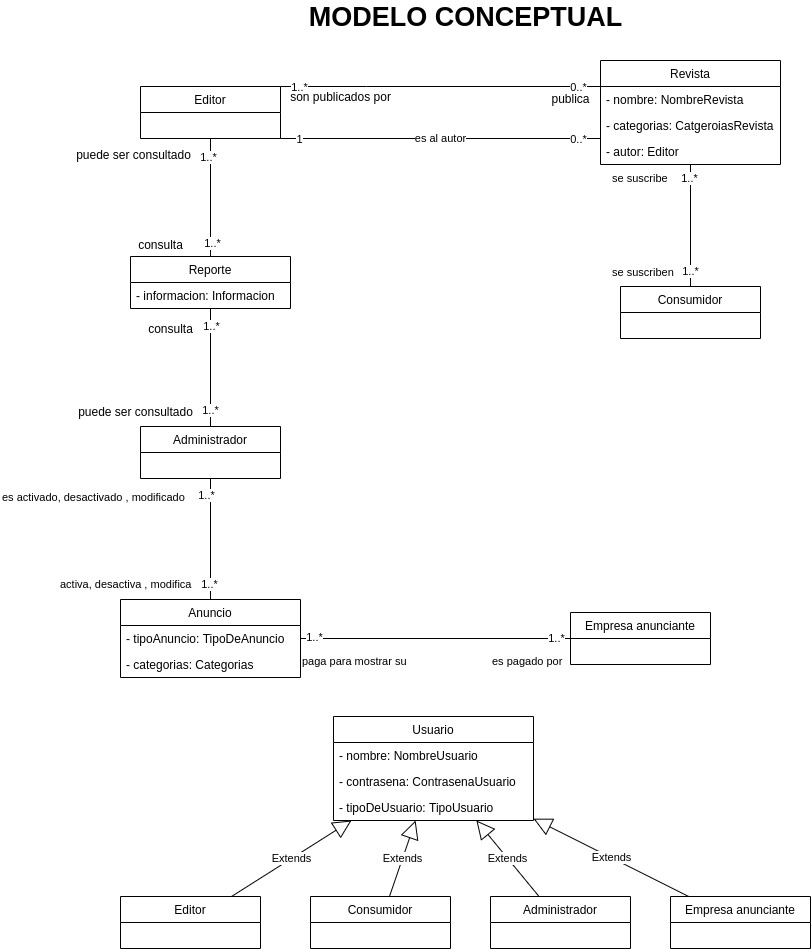 MODELO CONCEPTUAL
Editor
1..*
son publicados por
0..*
publica
Revista
- nombre: NombreRevista
- categorias: CatgeroiasRevista
- autor: Editor
1
es al autor
0..*
puede ser consultado
1..*
se suscribe
1..*
consulta
1..*
Reporte
- informacion: Informacion
se suscriben
1..*
Consumidor
consulta
1..*
puede ser consultado
1..*
Administrador
es activado, desactivado , modificado
1..*
activa, desactiva , modifica
1..*
Anuncio
- tipoAnuncio: TipoDeAnuncio
- categorias: Categorias
1..*
paga para mostrar su
1..*
es pagado por
Empresa anunciante
Usuario
- nombre: NombreUsuario
- contrasena: ContrasenaUsuario
- tipoDeUsuario: TipoUsuario
Extends
Extends
Extends
Extends
Editor
Consumidor
Administrador
Empresa anunciante